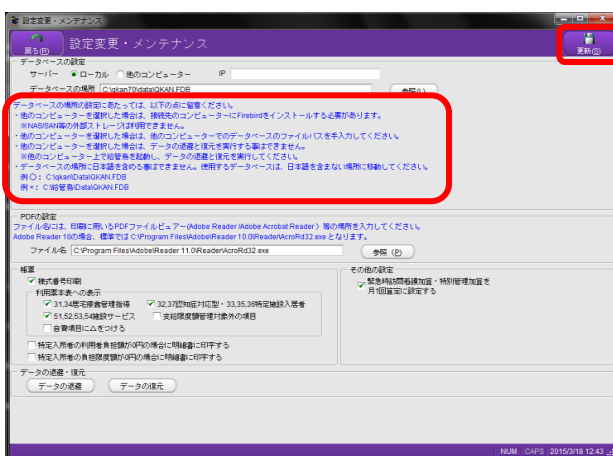 設定変更・メンテナンス
戻る(R)
設定変更・メンテナンス
更新(S)
データベースの設定
サーバー ローカル 他のコンピューター IP
データベースの場所 C:\qkan70\data\QKAN.FDB 参照(L)
データベースの場所の設定にあたっては、以下の点に留意ください。
・他のコンピューターを選択した場合は、接続先のコンピューターにFirebirdをインストールする必要があります。
※NAS/SAN等の外部ストレージは利用できません。
・他のコンピューターを選択した場合は、他のコンピューターでのデータベースのファイルパスを手入力してください。
・他のコンピューターを選択した場合は、データの退避と復元を実行する事はできません。
※他のコンピューター上で給管鳥を起動し、データの退避と復元を実行してください。
・データベースの場所に日本語を含める事はできません。使用するデータベースは、日本語を含まない場所に移動してください。
例〇： C:\qkan\Data\QKAN.FDB
例×： C:\給管鳥\Data\QKAN.FDB
PDFの設定
ファイル名には、印刷に用いるPDFファイルビュアー(Adobe Reader/Adobe Acrobat Reader ) 等の場所を入力してください。
Adobe Reader 10の場合、標準では C:\Program Files\Adobe\Reader 10.0\Reader\AcroRd32.exe となります。
ファイル名 C:\Program Files\Adobe\Reader 11.0\Reader\AcroRd32.exe 参照 (P)
帳票
様式番号印刷
利用票本表への表示
31,34居宅療養管理指導 32,37認知症対応型・33,35,36特定施設入居者
51,52,53,54施設サービス 支給限度額管理対象外の項目
自費項目に△をつける
特定入所者の利用者負担額が0円の場合に明細書に印字する
特定入所者の負担限度額が0円の場合に明細書に印字する
その他の設定
緊急時訪問看護加算・特別管理加算を
月1回算定に設定する
データの退避・復元
データの退避 データの復元
NUM CAPS 2015/3/18 12:43